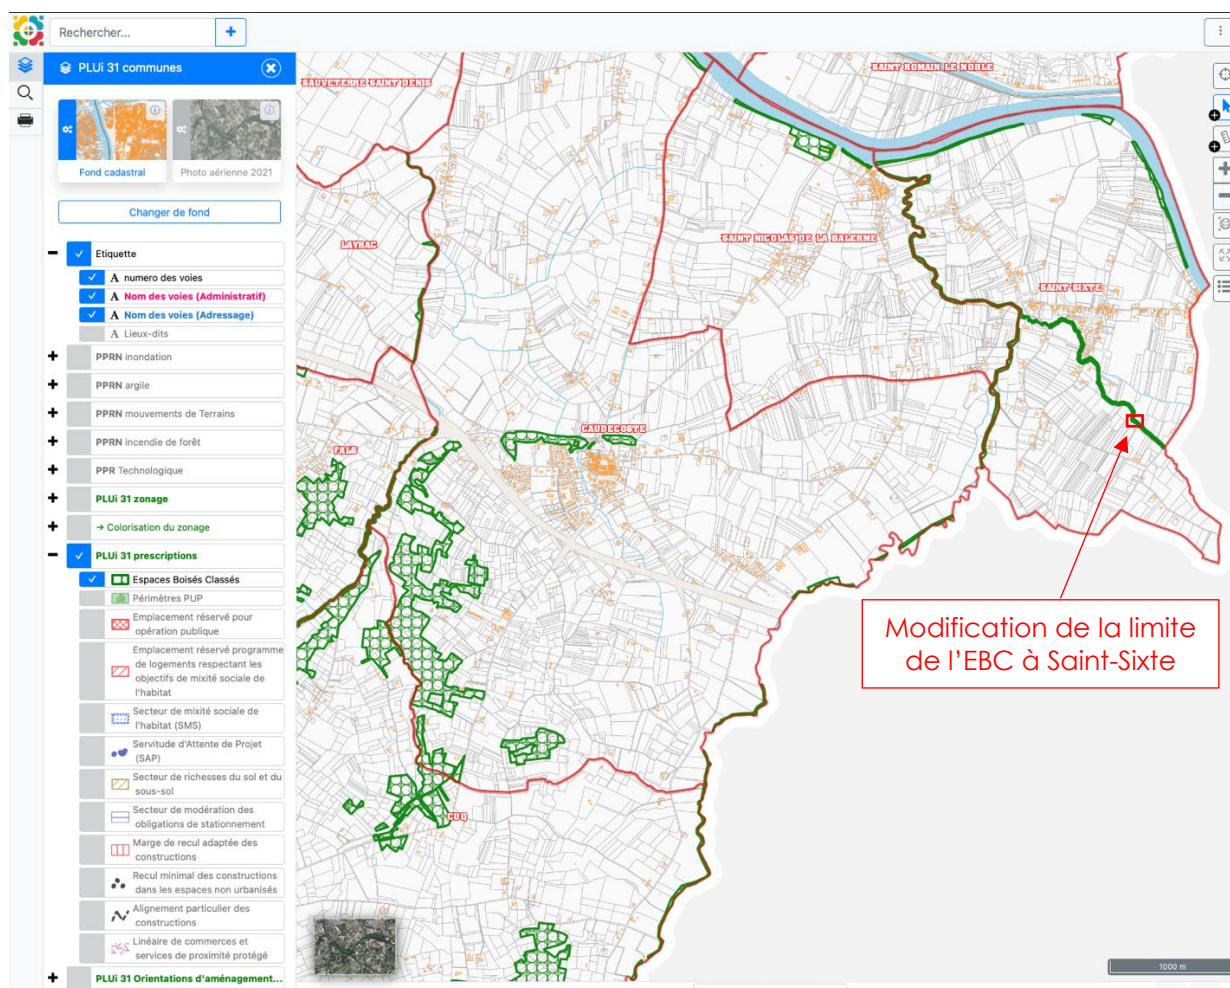 Rechercher...
+
PLUi 31 communes
Fond cadastral
Photo aérienne 2021
Changer de fond
Etiquette
A numero des voies
A Nom des voies (Administratif)
A Nom des voies (Adressage)
A Lieux-dits
PPRN inondation
PPRN argile
PPRN mouvements de Terrains
PPRN incendie de forêt
PPR Technologique
PLUi 31 zonage
→ Colorisation du zonage
PLUi 31 prescriptions
Espaces Boisés Classés
Périmètres PUP
Emplacement réservé pour
opération publique
Emplacement réservé programme
de logements respectant les
objectifs de mixité sociale de
l'habitat
Secteur de mixité sociale de
l'habitat (SMS)
Servitude d'Attente de Projet
(SAP)
Secteur de richesses du sol et du
sous-sol
Secteur de modération des
obligations de stationnement
Marge de recul adaptée des
constructions
Recul minimal des constructions
dans les espaces non urbanisés
Alignement particulier des
constructions
Linéaire de commerces et
services de proximité protégé
PLUi 31 Orientations d'aménagement...
SAUVETERRE SAINT DENIS
SAINT ROMAIN LE NOBLE
LAYRAC
SAINT NICOLAS DE LA BALERME
SAINT SIXTE
CAUDECOSTE
FALS
CUQ
Modification de la limite
de l'EBC à Saint-Sixte
1000 m